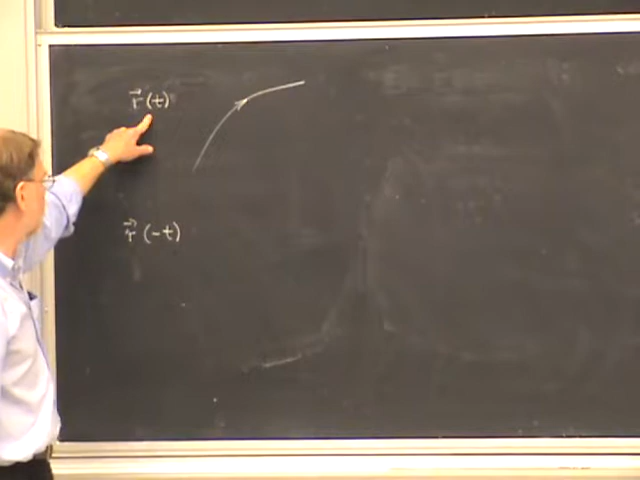 r⃗ (t)
r⃗ (-t)